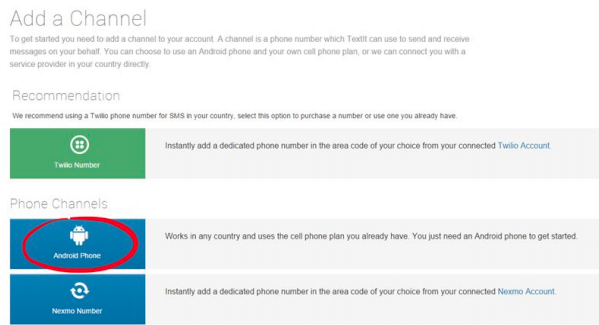 Add a Channel
To get started you need to add a channel to your account. A channel is a phone number which TextIt can use to send and receive
messages on your behalf. You can choose to use an Android phone and your own cell phone plan, or we can connect you with a
service provider in your country directly.
Recommendation
We recommend using a Twilio phone number for SMS in your country, select this option to purchase a number or use one you already have.
Twilio Number
Instantly add a dedicated phone number in the area code of your choice from your connected Twilio Account.
Phone Channels
Android Phone
Works in any country and uses the cell phone plan you already have. You just need an Android phone to get started.
Nexmo Number
Instantly add a dedicated phone number in the area code of your choice from your connected Nexmo Account.